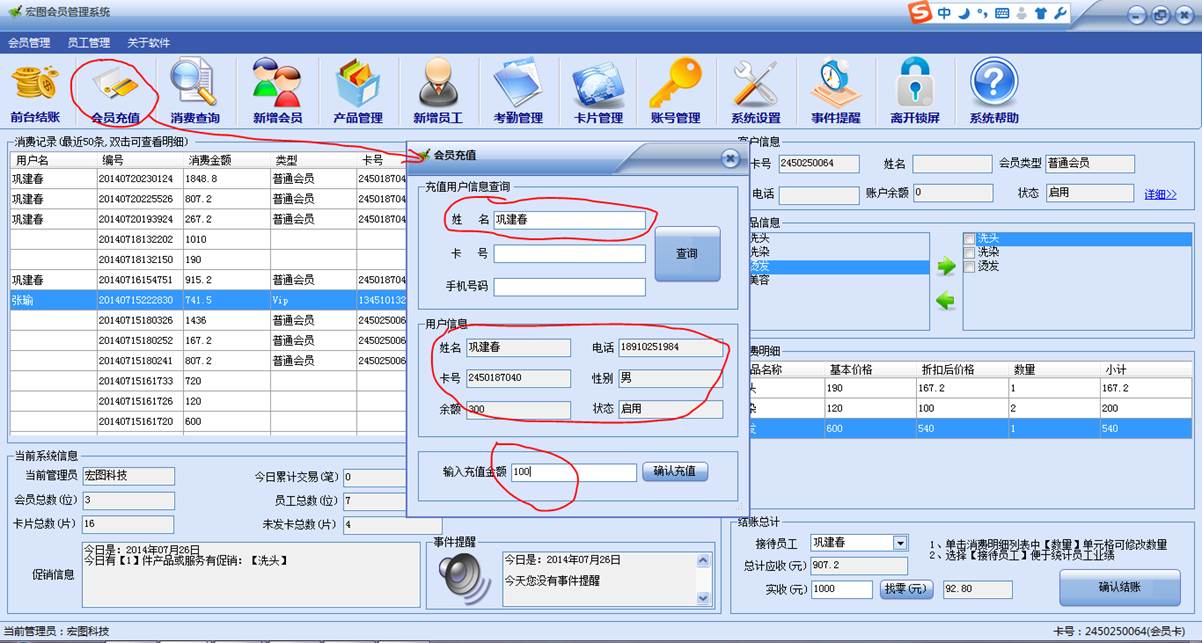 宏图会员管理系统
中
会员管理 员工管理 关于软件
前台结账 会员充值 消费查询 新增会员 产品管理 新增员工 考勤管理 卡片管理 账号管理 系统设置 事件提醒 离开锁屏 系统帮助
消费记录(最近50条,双击可查看明细)
用户名 编号 消费金额 类型 卡号
巩建春 20140720230124 1848.8 普通会员 245018704
巩建春 20140720225526 807.2 普通会员 245018704
巩建春 20140720193924 267.2 普通会员 245018704
20140718132202 1010
20140718132150 190
巩建春 20140716154751 915.2 普通会员 245018704
张瑜 20140715222830 741.5 Vip 134510132
20140715180326 1436 普通会员 245025006
20140715180252 167.2 普通会员 245025006
20140715180241 807.2 普通会员 245025006
20140715161733 720
20140715161726 120
20140715161720 600
会员充值
充值用户信息查询
姓 名 巩建春
卡 号
查询
手机号码
用户信息
姓名 巩建春 电话 18910251984
卡号 2450187040 性别 男
余额 300 状态 启用
输入充值金额 100 确认充值
客户信息
卡号 2450250064 姓名 会员类型 普通会员
电话 账户余额 0 状态 启用 详细>>
品信息
洗头
洗染
烫发
美容
洗头
洗染
烫发
费明细
品名称 基本价格 折扣后价格 数量 小计
头 190 167.2 1 167.2
染 120 100 2 200
发 600 540 1 540
当前系统信息
当前管理员 宏图科技 今日累计交易(笔) 0
会员总数(位) 3 员工总数(位) 7
卡片总数(片) 16 未发卡总数(片) 4
促销信息
今日是: 2014年07月26日
今日有【1】件产品或服务有促销: 【洗头】
事件提醒
今日是: 2014年07月26日
今天您没有事件提醒
结账总计
接待员工 巩建春
总计应收(元) 907.2
实收(元) 1000 找零(元) 92.80
1、单击消费明细列表中【数量】单元格可修改数量
2、选择【接待员工】便于统计员工业绩
确认结账
当前管理员: 宏图科技
卡号: 2450250064(会员卡)